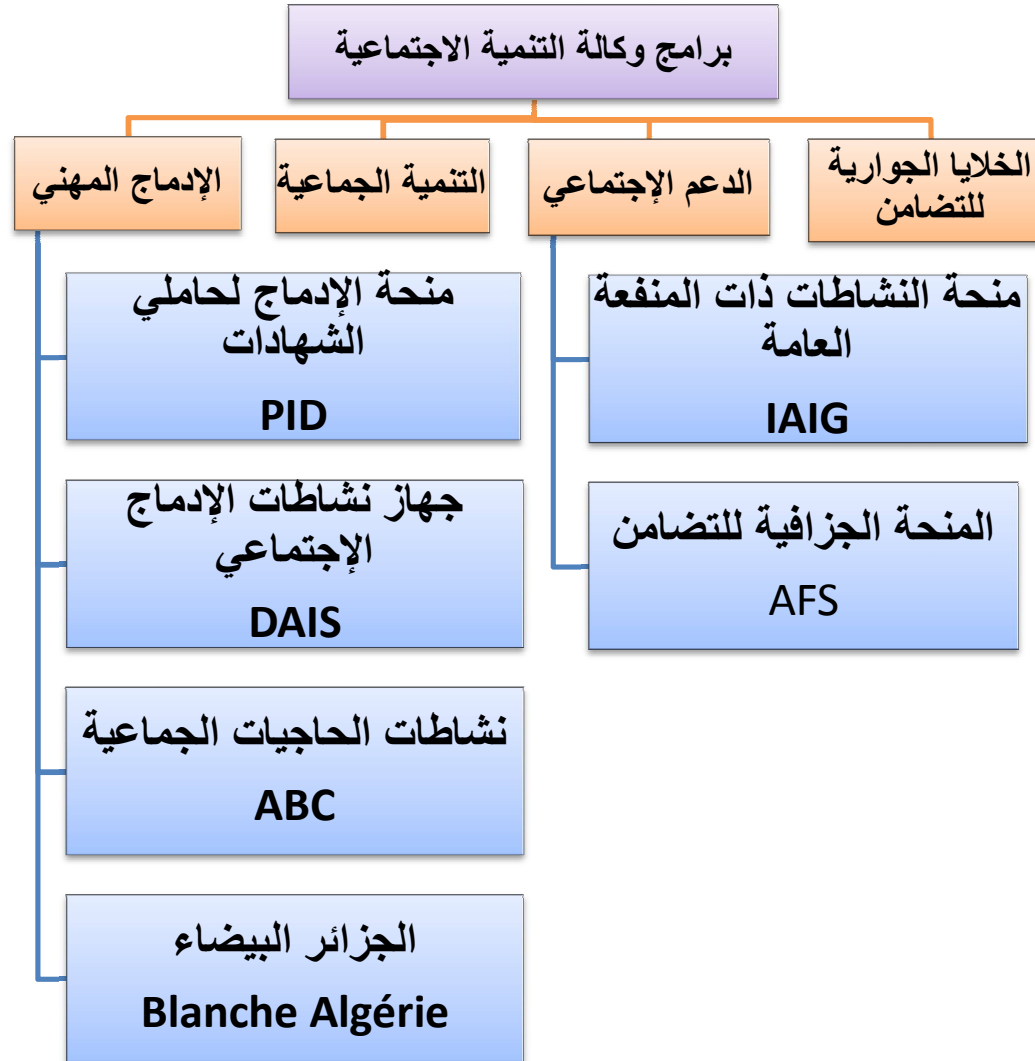 برامج وكالة التنمية الاجتماعية
الخلايا الجوارية
للتضامن
الدعم الإجتماعي
التنمية الجماعية
الإدماج المهني
منحة النشاطات ذات المنفعة
العامة
IAIG
المنحة الجزافية للتضامن
AFS
منحة الإدماج لحاملي
الشهادات
PID
جهاز نشاطات الإدماج
الإجتماعي
DAIS
نشاطات الحاجيات الجماعية
ABC
الجزائر البيضاء
Blanche Algérie